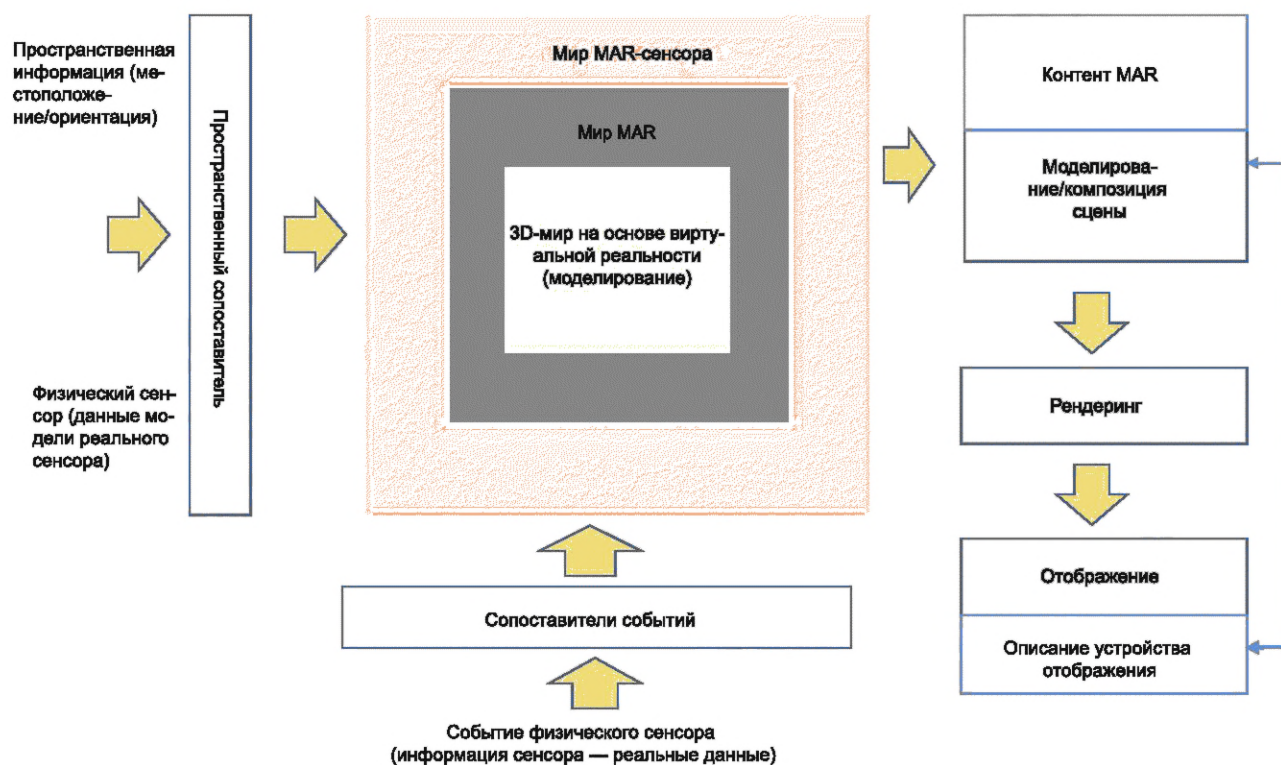 Пространственная
информация (ме-
стоположе-
ние/ориентация)
Физический сен-
сор (данные мо-
дели реального
сенсора)
Пространственный сопоставитель
Мир MAR-сенсора
Мир MAR
3D-мир на основе вирту-
альной реальности
(моделирование)
Сопоставители событий
Событие физического сенсора
(информация сенсора — реальные данные)
Контент MAR
Моделирова-
ние/композиция
сцены
Рендеринг
Отображение
Описание устройства
отображения